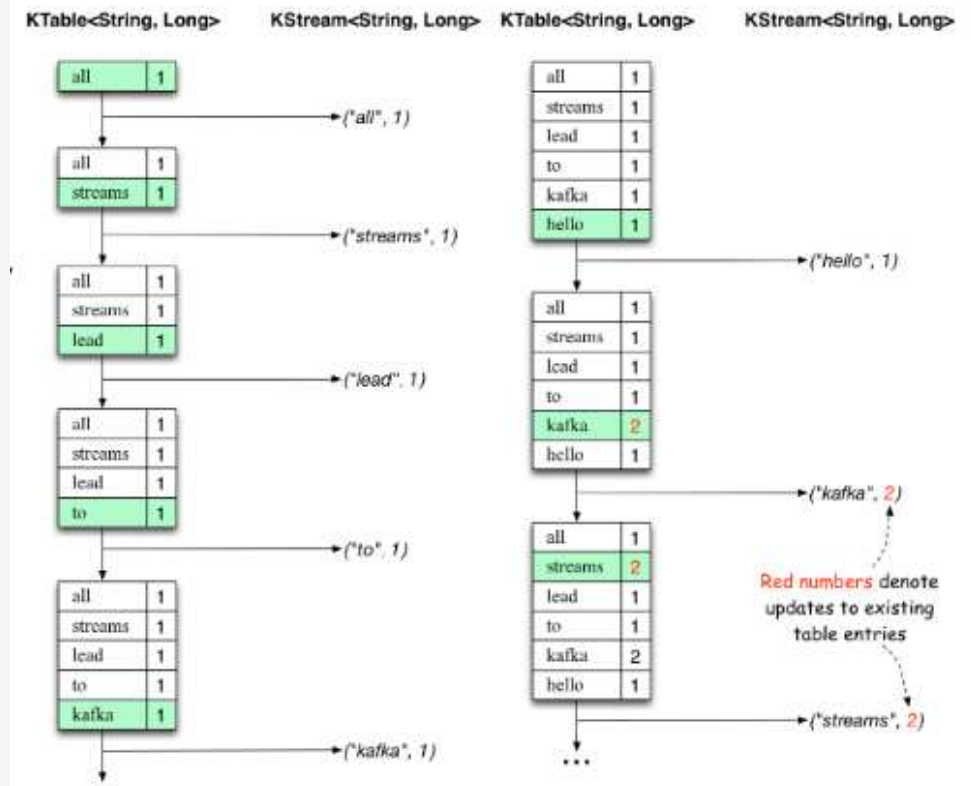 KTable<String, Long> KStream<String, Long> KTable<String, Long> KStream<String, Long>
all 1
("all", 1)
all 1
streams 1
("streams", 1)
all 1
streams 1
lead 1
("lead", 1)
all 1
streams 1
lead 1
to 1
("to", 1)
all 1
streams 1
lead 1
to 1
kafka 1
("kafka", 1)
all 1
streams 1
lead 1
to 1
kafka 1
hello 1
("hello", 1)
all 1
streams 1
lead 1
to 1
kafka 2
hello 1
("kafka", 2)
all 1
streams 2
lead 1
to 1
kafka 2
hello 1
Red numbers denote
updates to existing
table entries
("streams", 2)
...